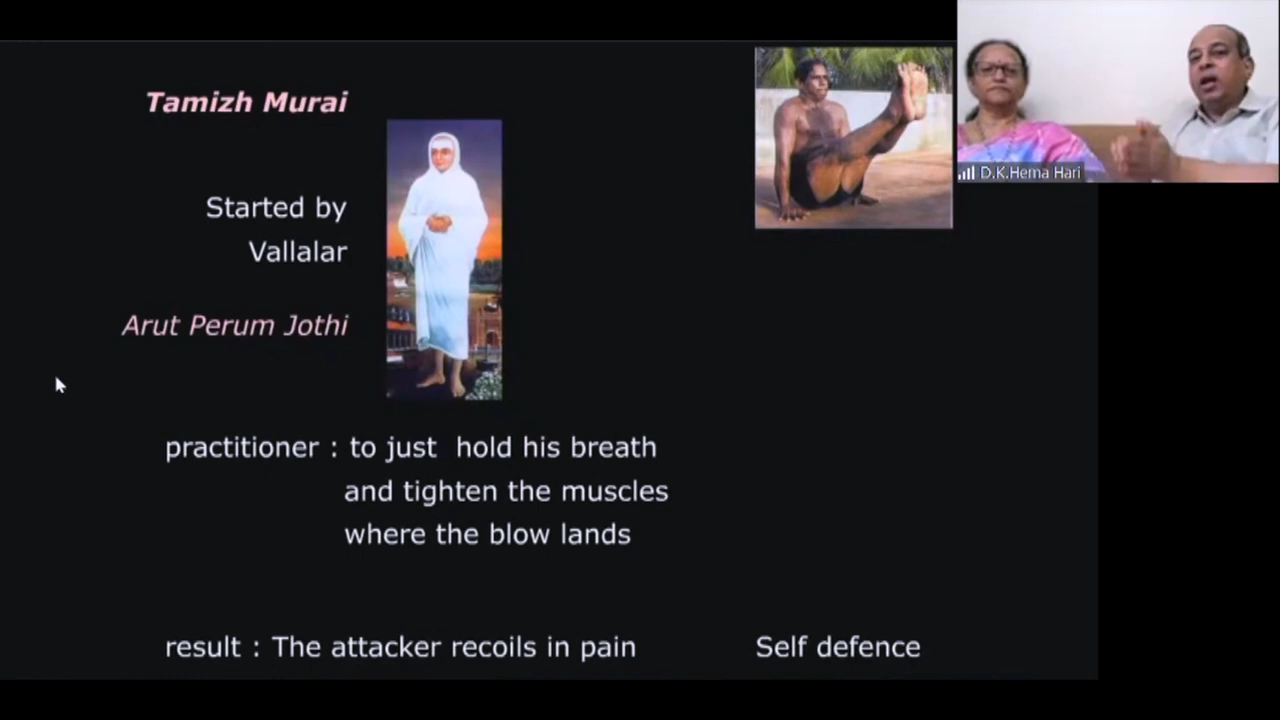 Tamizh Murai
Started by
Vallalar
Arut Perum Jothi
practitioner : to just hold his breath
and tighten the muscles
where the blow lands
result : The attacker recoils in pain
Self defence
D.K.Hema Hari